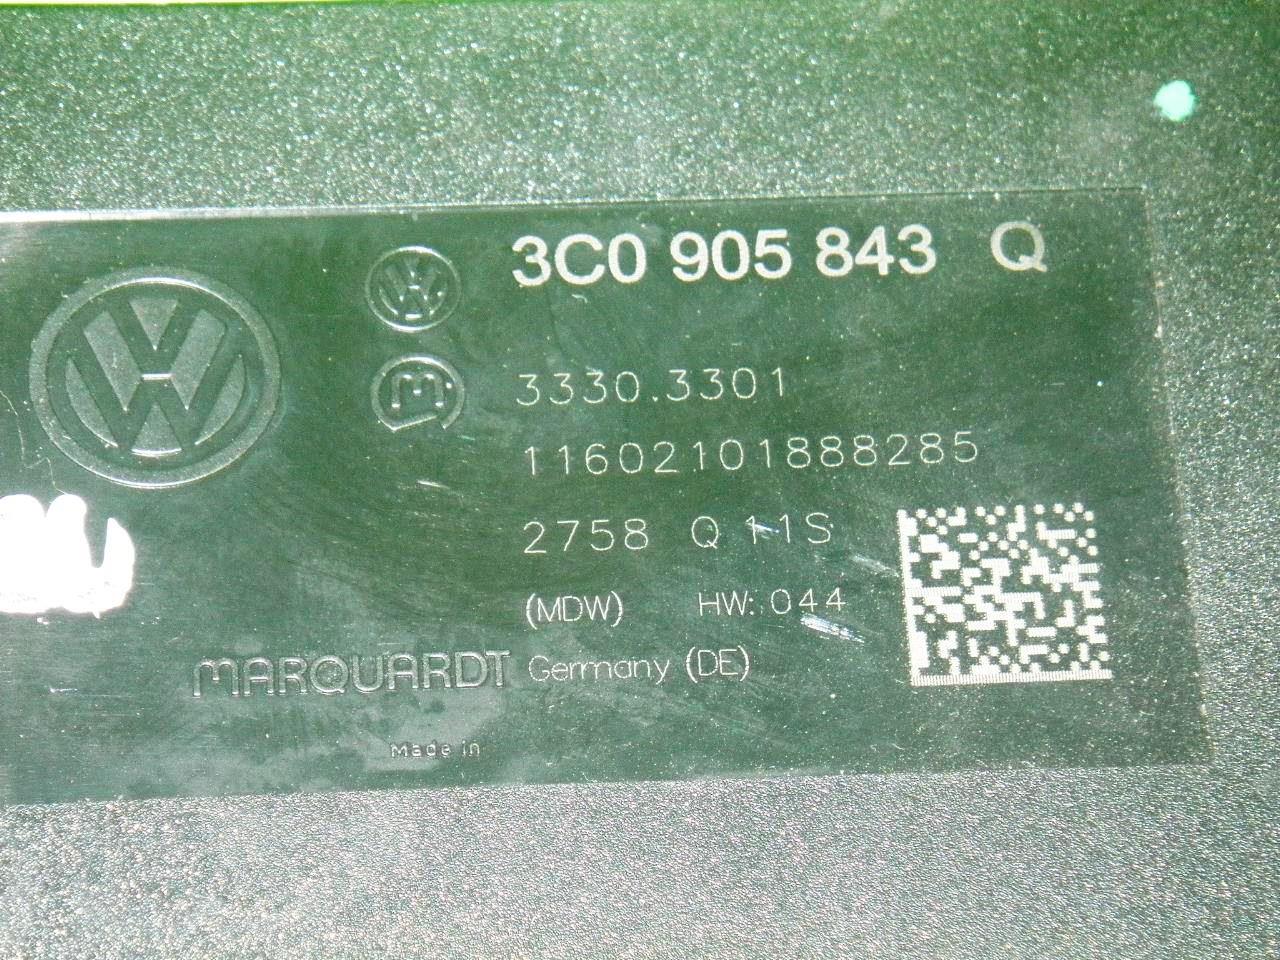 3C0 905 843 Q
3330.3301
11602101888285
2758 Q 11S
(MDW) HW: 044
MARQUARDT Germany (DE)
Made in